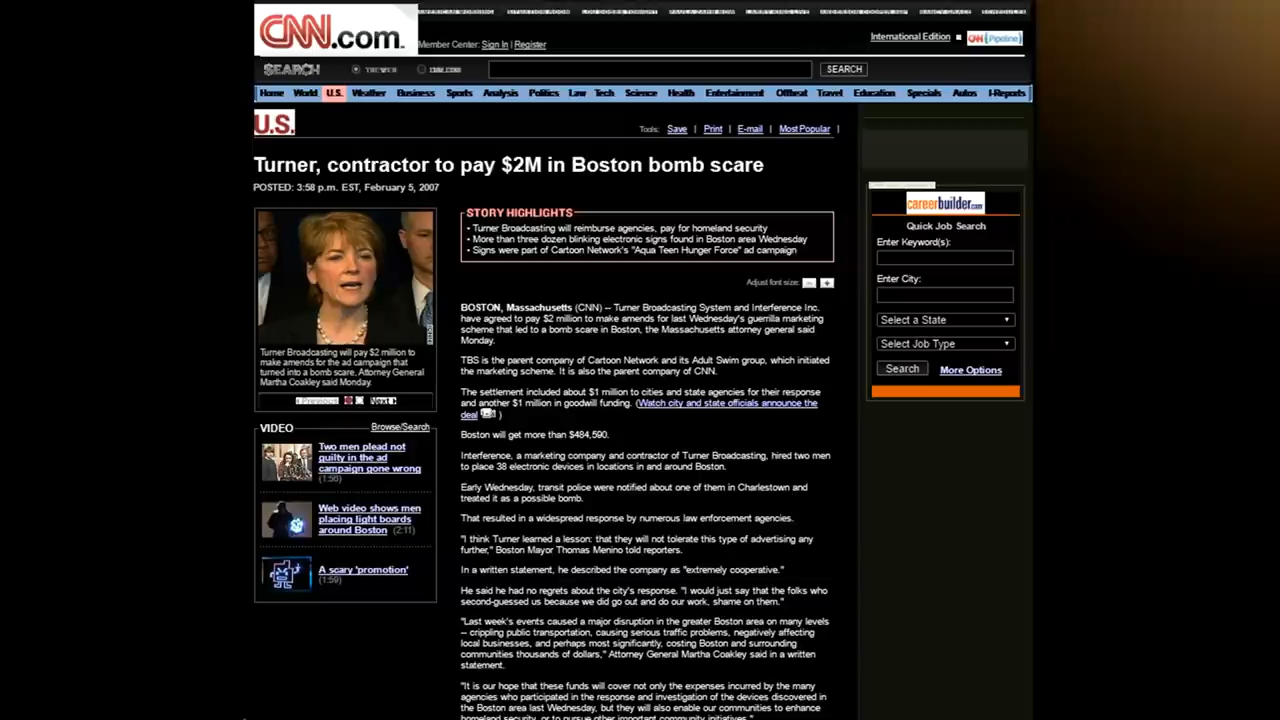 AMERICAN MORNING SITUATION ROOM LOU DOBBS TONIGHT PAULA ZAHN NOW LARRY KING LIVE ANDERSON COOPER 360° NANCY GRACE SCHEDULES
CNN.com
Member Center: Sign In | Register
International Edition
CNN Pipeline
SEARCH THE WEB CNN.COM SEARCH
Home World U.S. Weather Business Sports Analysis Politics Law Tech Science Health Entertainment Offbeat Travel Education Specials Autos I-Reports
U.S.
Tools: Save | Print | E-mail | Most Popular |
Turner, contractor to pay $2M in Boston bomb scare
POSTED: 3:58 p.m. EST, February 5, 2007
Turner Broadcasting will pay $2 million to
make amends for the ad campaign that
turned into a bomb scare, Attorney General
Martha Coakley said Monday.
Previous Next
VIDEO Browse/Search
Two men plead not
guilty in the ad
campaign gone wrong
(1:56)
Web video shows men
placing light boards
around Boston (2:11)
A scary 'promotion'
(1:59)
STORY HIGHLIGHTS
• Turner Broadcasting will reimburse agencies, pay for homeland security
• More than three dozen blinking electronic signs found in Boston area Wednesday
• Signs were part of Cartoon Network's "Aqua Teen Hunger Force" ad campaign
Adjust font size: - +
BOSTON, Massachusetts (CNN) -- Turner Broadcasting System and Interference Inc.
have agreed to pay $2 million to make amends for last Wednesday's guerrilla marketing
scheme that led to a bomb scare in Boston, the Massachusetts attorney general said
Monday.
TBS is the parent company of Cartoon Network and its Adult Swim group, which initiated
the marketing scheme. It is also the parent company of CNN.
The settlement included about $1 million to cities and state agencies for their response
and another $1 million in goodwill funding. (Watch city and state officials announce the
deal )
Boston will get more than $484,590.
Interference, a marketing company and contractor of Turner Broadcasting, hired two men
to place 38 electronic devices in locations in and around Boston.
Early Wednesday, transit police were notified about one of them in Charlestown and
treated it as a possible bomb.
That resulted in a widespread response by numerous law enforcement agencies.
"I think Turner learned a lesson: that they will not tolerate this type of advertising any
further," Boston Mayor Thomas Menino told reporters.
In a written statement, he described the company as "extremely cooperative."
He said he had no regrets about the city's response. "I would just say that the folks who
second-guessed us because we did go out and do our work, shame on them."
"Last week's events caused a major disruption in the greater Boston area on many levels
-- crippling public transportation, causing serious traffic problems, negatively affecting
local businesses, and perhaps most significantly, costing Boston and surrounding
communities thousands of dollars," Attorney General Martha Coakley said in a written
statement.
"It is our hope that these funds will cover not only the expenses incurred by the many
agencies who participated in the response and investigation of the devices discovered in
the Boston area last Wednesday, but they will also enable our communities to enhance
homeland security, or to pursue other important community initiatives."
careerbuilder.com
Quick Job Search
Enter Keyword(s):
Enter City:
Select a State
Select Job Type
Search More Options